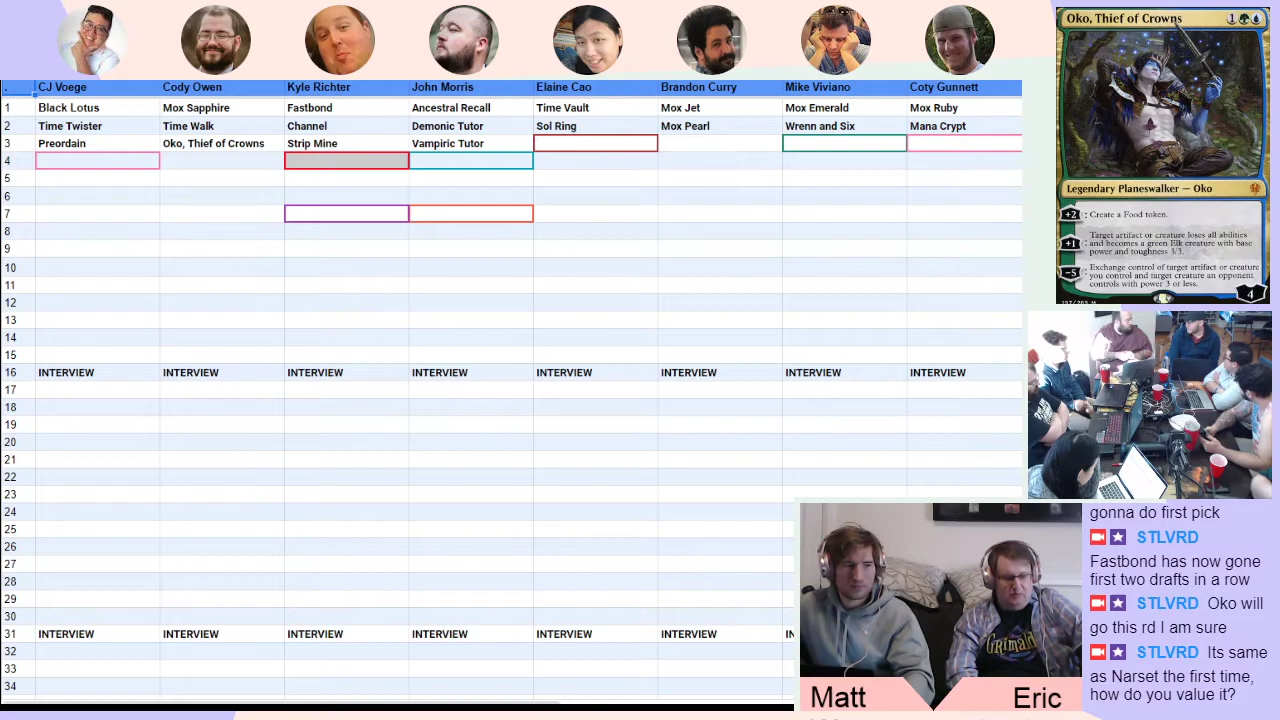 . CJ Voege Cody Owen Kyle Richter John Morris Elaine Cao Brandon Curry Mike Viviano Coty Gunnett
1 Black Lotus Mox Sapphire Fastbond Ancestral Recall Time Vault Mox Jet Mox Emerald Mox Ruby
2 Time Twister Time Walk Channel Demonic Tutor Sol Ring Mox Pearl Wrenn and Six Mana Crypt
3 Preordain Oko, Thief of Crowns Strip Mine Vampiric Tutor
4
5
6
7
8
9
10
11
12
13
14
15
16 INTERVIEW INTERVIEW INTERVIEW INTERVIEW INTERVIEW INTERVIEW INTERVIEW INTERVIEW
17
18
19
20
21
22
23
24
25
26
27
28
29
30
31 INTERVIEW INTERVIEW INTERVIEW INTERVIEW INTERVIEW INTERVIEW IN
32
33
34
Oko, Thief of Crowns 1
Legendary Planeswalker — Oko
+2 : Create a Food token.
+1 : Target artifact or creature loses all abilities
and becomes a green Elk creature with base
power and toughness 3/3.
-5 : Exchange control of target artifact or creature
you control and target creature an opponent
controls with power 3 or less.
4
gonna do first pick
STLVRD
Fastbond has now gone
first two drafts in a row
STLVRD Oko will
go this rd I am sure
STLVRD Its same
as Narset the first time,
how do you value it?
Matt Eric